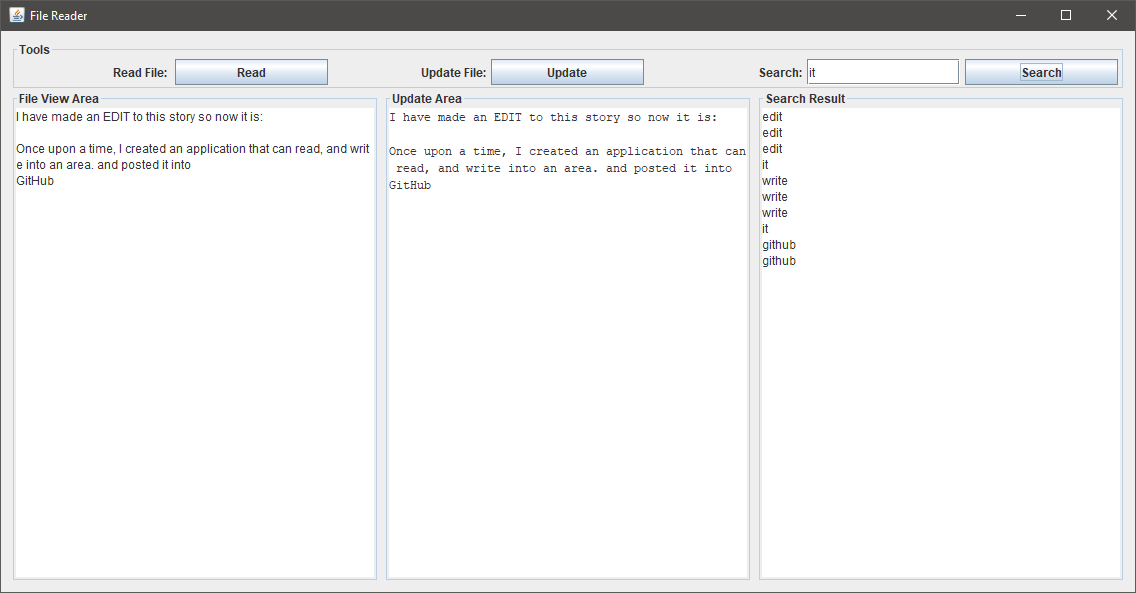 File Reader
Tools
Read File: Read Update File: Update Search: it Search
File View Area
I have made an EDIT to this story so now it is:
Once upon a time, I created an application that can read, and writ
e into an area. and posted it into
GitHub
Update Area
I have made an EDIT to this story so now it is:
Once upon a time, I created an application that can
read, and write into an area. and posted it into
GitHub
Search Result
edit
edit
edit
it
write
write
write
it
github
github